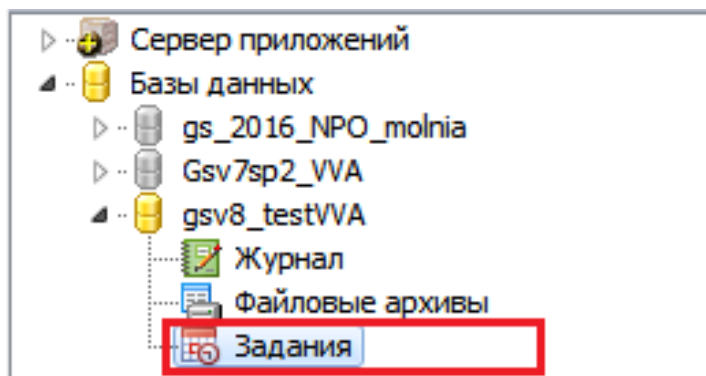 Сервер приложений
Базы данных
gs_2016_NPO_molnia
Gsv7sp2_VVA
gsv8_testVVA
Журнал
Файловые архивы
Задания